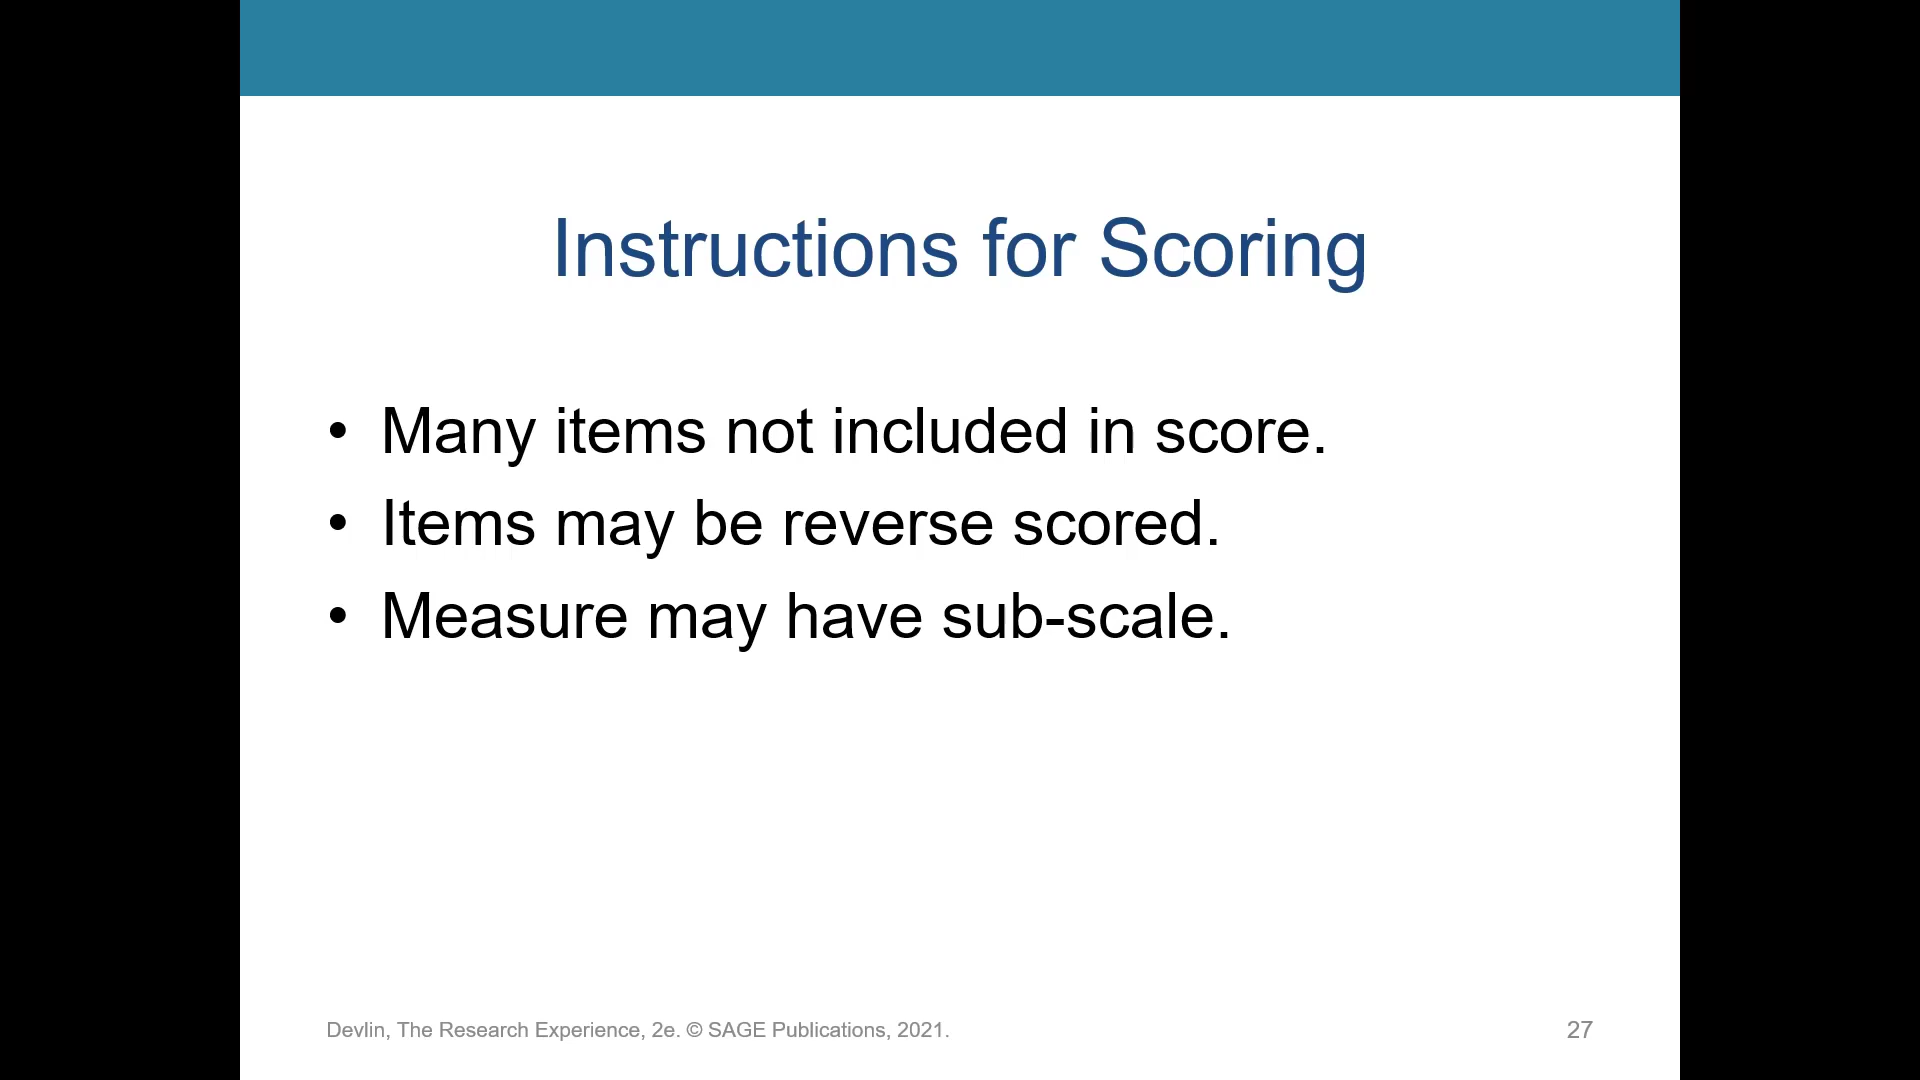 Instructions for Scoring
• Many items not included in score.
• Items may be reverse scored.
• Measure may have sub-scale.
Devlin, The Research Experience, 2e. © SAGE Publications, 2021.
27